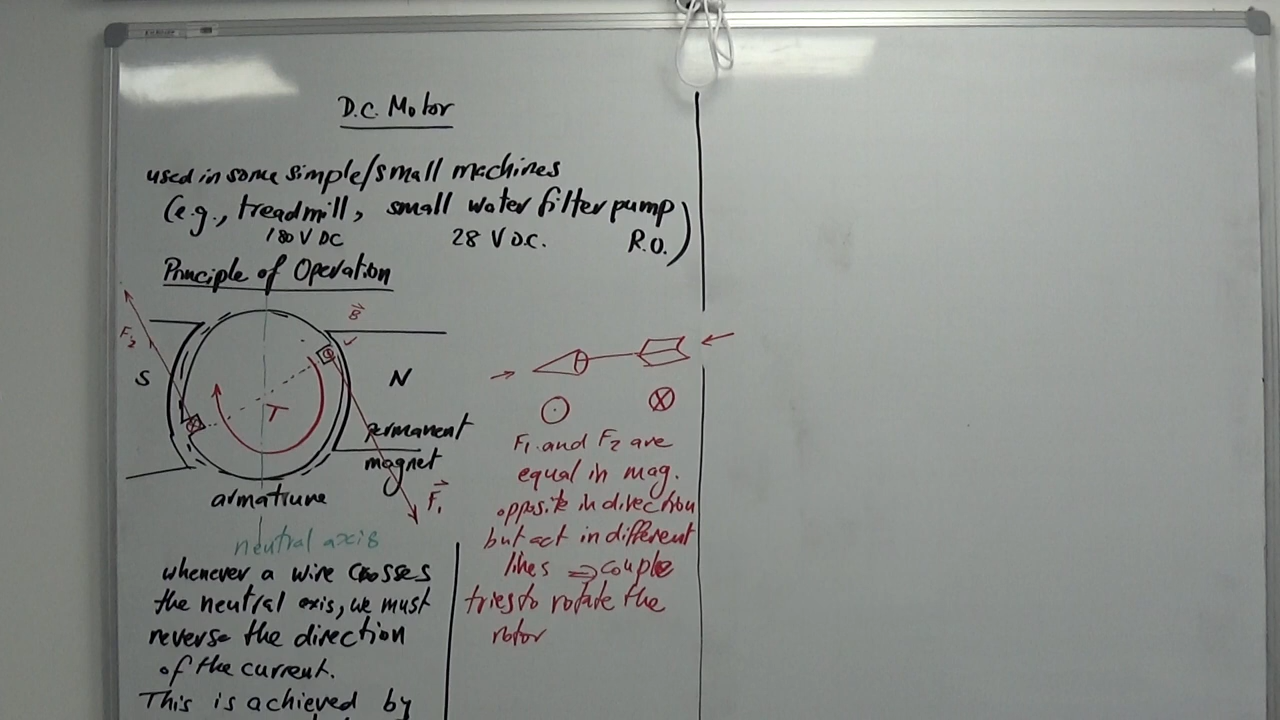 D.C. Motor
used in some simple/small machines
(e.g., treadmill, small water filter pump)
180 V DC 28 V D.C. R.O.
Principle of Operation
B
F2
S
N
T
permanent
magnet
F1
armature
neutral axis
whenever a wire crosses
the neutral axis, we must
reverse the direction
of the current.
This is achieved by
F1 and F2 are
equal in mag.
opposite in direction
but act in different
lines ⇒ couple
tries to rotate the
rotor